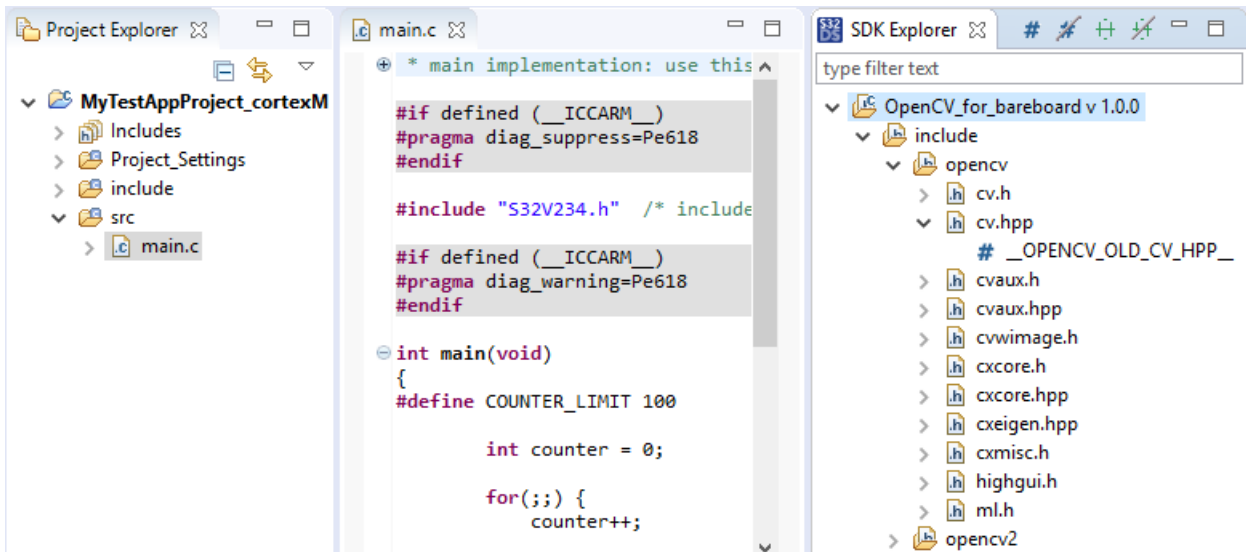 Project Explorer
MyTestAppProject_cortexM
Includes
Project_Settings
include
src
main.c
main.c
* main implementation: use this
#if defined (__ICCARM__)
#pragma diag_suppress=Pe618
#endif
#include "S32V234.h" /* include
#if defined (__ICCARM__)
#pragma diag_warning=Pe618
#endif
int main(void)
{
#define COUNTER_LIMIT 100
int counter = 0;
for(;;) {
counter++;
S32DS SDK Explorer
type filter text
OpenCV_for_bareboard v 1.0.0
include
opencv
cv.h
cv.hpp
# __OPENCV_OLD_CV_HPP__
cvaux.h
cvaux.hpp
cvwimage.h
cxcore.h
cxcore.hpp
cxeigen.hpp
cxmisc.h
highgui.h
ml.h
opencv2